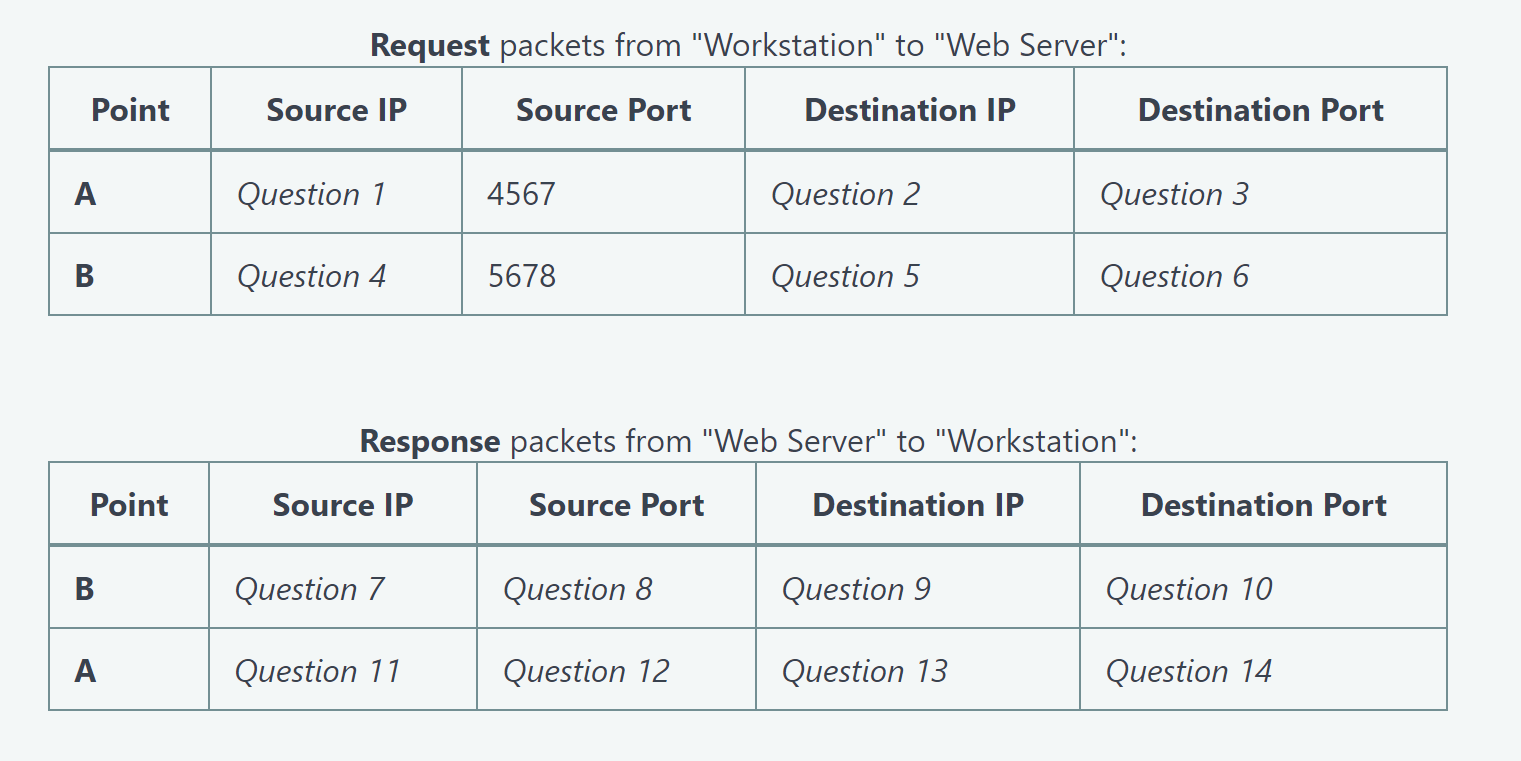 Request packets from "Workstation" to "Web Server":
Point Source IP Source Port Destination IP Destination Port
A Question 1 4567 Question 2 Question 3
B Question 4 5678 Question 5 Question 6
Response packets from "Web Server" to "Workstation":
Point Source IP Source Port Destination IP Destination Port
B Question 7 Question 8 Question 9 Question 10
A Question 11 Question 12 Question 13 Question 14